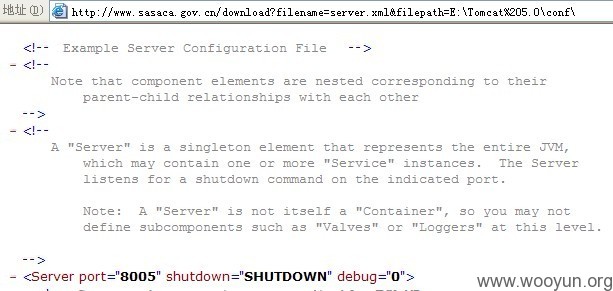 地址(D) http://www.sasaca.gov.cn/download?filename=server.xml&filepath=E:\Tomcat%205.0\conf\
<!-- Example Server Configuration File -->
- <!--
Note that component elements are nested corresponding to their
parent-child relationships with each other
-->
- <!--
A "Server" is a singleton element that represents the entire JVM,
which may contain one or more "Service" instances. The Server
listens for a shutdown command on the indicated port.
Note: A "Server" is not itself a "Container", so you may not
define subcomponents such as "Valves" or "Loggers" at this level.
-->
- <Server port="8005" shutdown="SHUTDOWN" debug="0">
www.wooyun.org